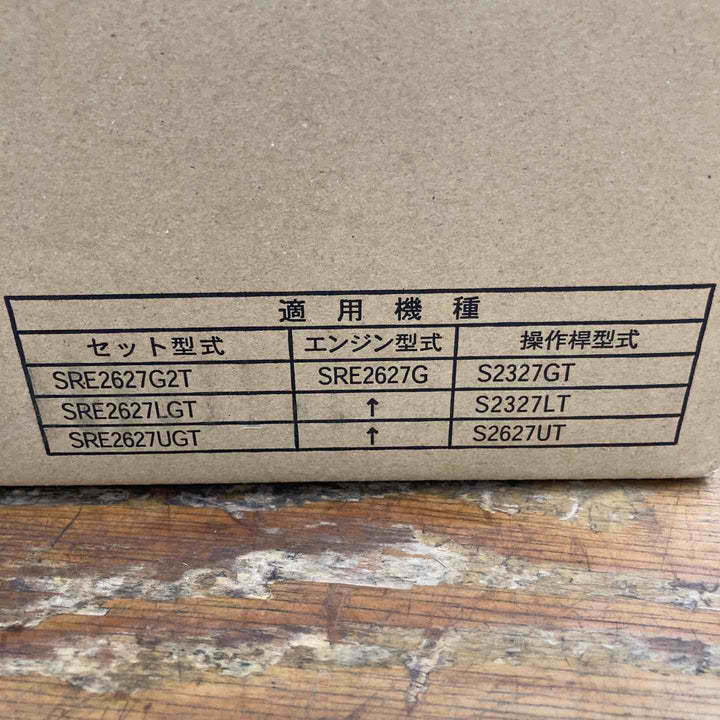 適用機種
セット型式 エンジン型式 操作桿型式
SRE2627G2T SRE2627G S2327GT
SRE2627LGT ↑ S2327LT
SRE2627UGT ↑ S2627UT